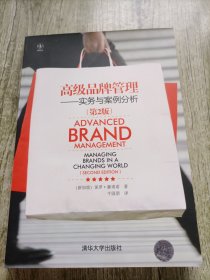 高级品牌管理
——实务与案例分析
（第2版）
ADVANCED
BRAND
MANAGEMENT
MANAGING
BRANDS IN A
CHANGING WORLD
(SECOND EDITION)
★★★★★
清华大学出版社